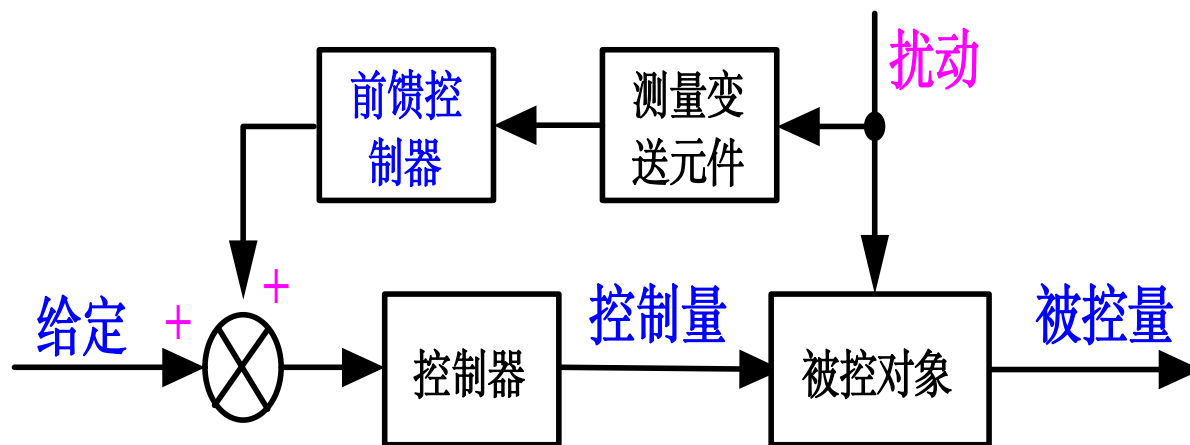 扰动
前馈控
制器
测量变
送元件
+
+
给定
控制量
被控量
控制器
被控对象